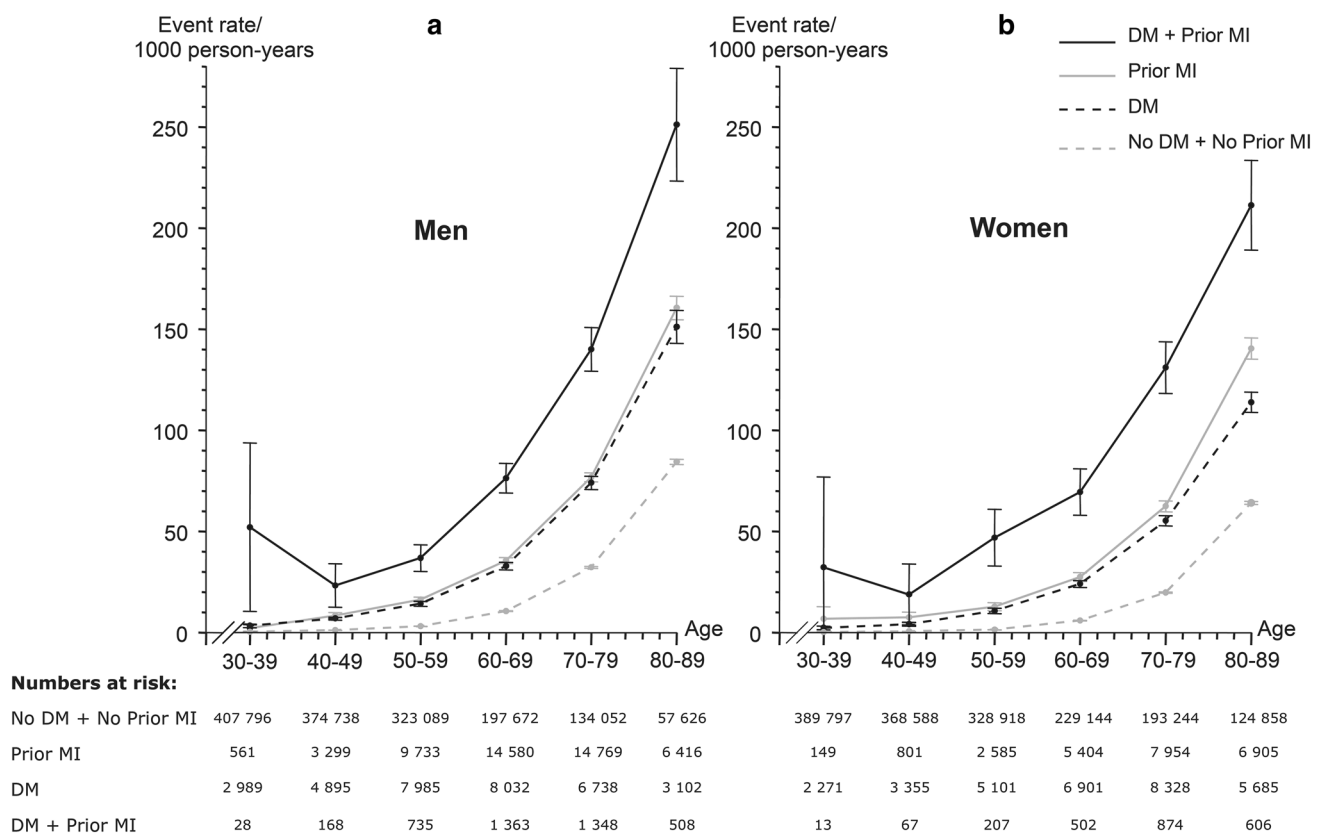 Event rate/
1000 person-years
a
250
200
150
100
50
0
Men
Age
30-39 40-49 50-59 60-69 70-79 80-89
Event rate/
1000 person-years
b
250
200
150
100
50
0
Women
Age
30-39 40-49 50-59 60-69 70-79 80-89
DM + Prior MI
Prior MI
DM
No DM + No Prior MI
Numbers at risk:
No DM + No Prior MI 407 796 374 738 323 089 197 672 134 052 57 626 389 797 368 588 328 918 229 144 193 244 124 858
Prior MI 561 3 299 9 733 14 580 14 769 6 416 149 801 2 585 5 404 7 954 6 905
DM 2 989 4 895 7 985 8 032 6 738 3 102 2 271 3 355 5 101 6 901 8 328 5 685
DM + Prior MI 28 168 735 1 363 1 348 508 13 67 207 502 874 606